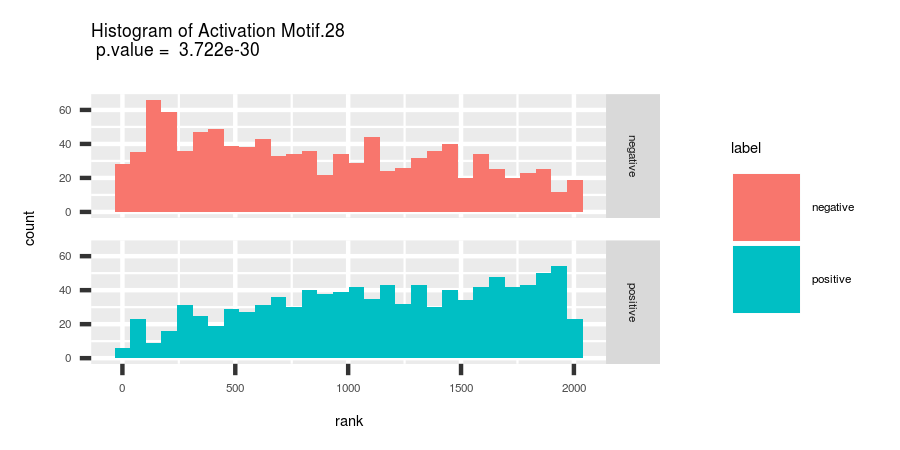 Histogram of Activation Motif.28
p.value = 3.722e-30
count
60
40
20
0
negative
60
40
20
0
positive
0 500 1000 1500 2000
rank
label
negative
positive